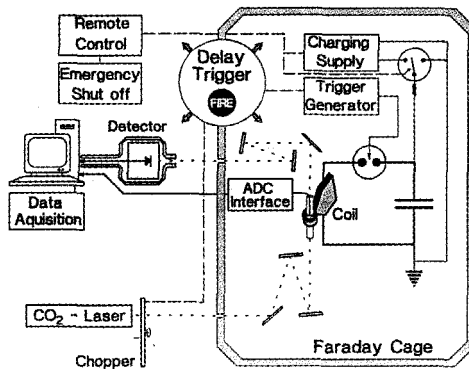 Remote
Control
Emergency
Shut off
Delay
Trigger
FIRE
Charging
Supply
Trigger
Generator
Detector
Data
Aquisition
ADC
Interface
Coil
CO₂ - Laser
Chopper
Faraday Cage